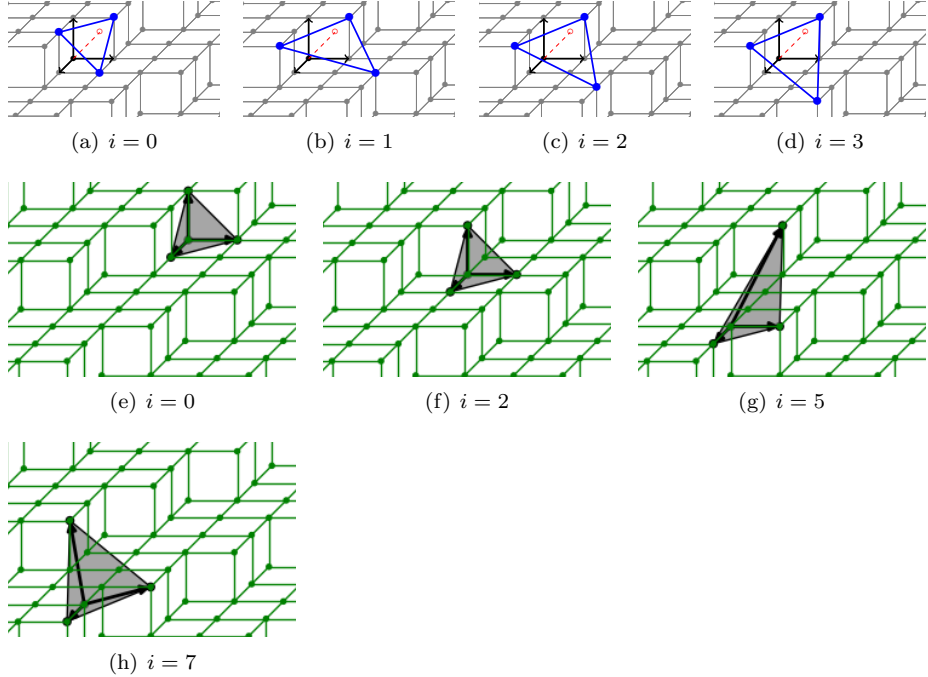 (a) i = 0
(b) i = 1
(c) i = 2
(d) i = 3
(e) i = 0
(f) i = 2
(g) i = 5
(h) i = 7